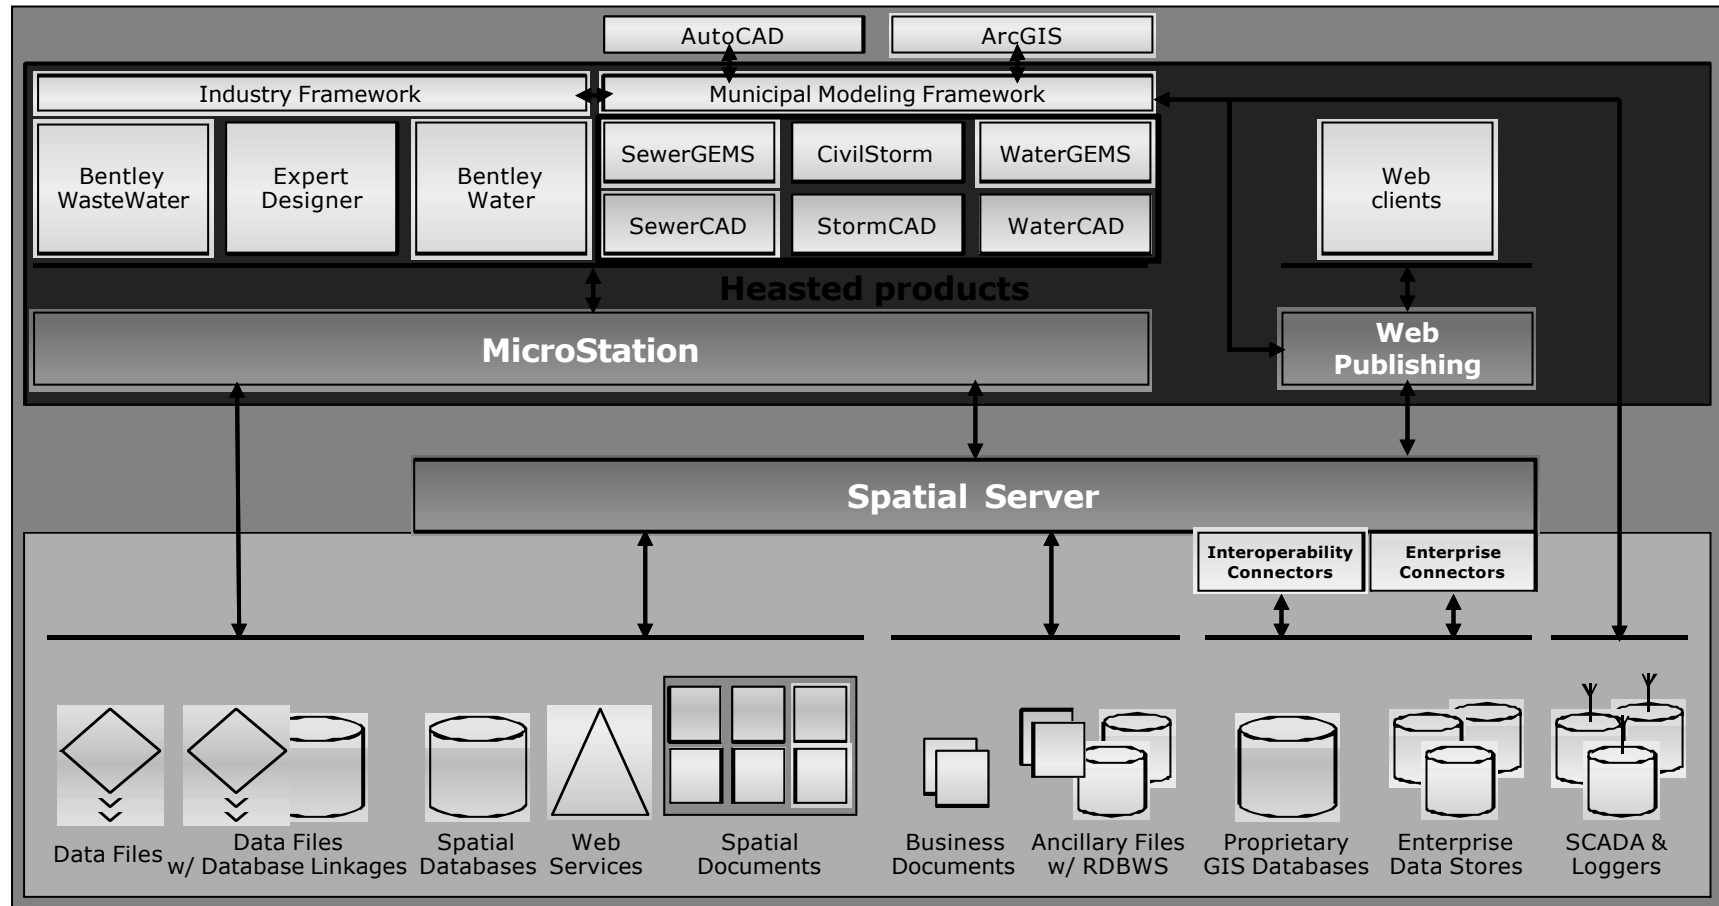 AutoCAD
ArcGIS
Industry Framework
Municipal Modeling Framework
Bentley
WasteWater
Expert
Designer
Bentley
Water
SewerGEMS
CivilStorm
WaterGEMS
SewerCAD
StormCAD
WaterCAD
Web
clients
Heasted products
MicroStation
Web
Publishing
Spatial Server
Interoperability
Connectors
Enterprise
Connectors
Data Files
Data Files
w/ Database Linkages
Spatial
Databases
Web
Services
Spatial
Documents
Business
Documents
Ancillary Files
w/ RDBWS
Proprietary
GIS Databases
Enterprise
Data Stores
SCADA &
Loggers